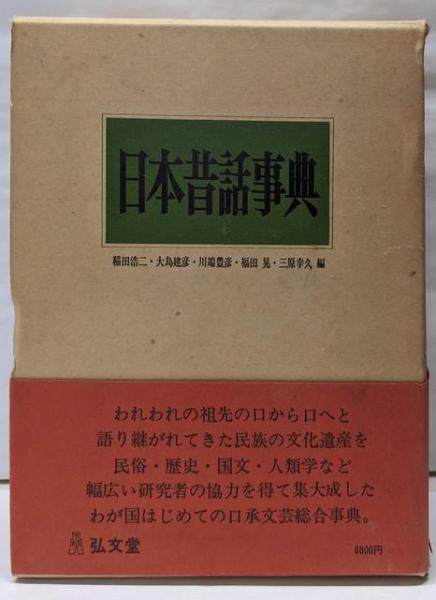 日本昔話事典
稲田浩二・大島建彦・川端豊彦・福田 晃・三原幸久 編
われわれの祖先の口から口へと
語り継がれてきた民族の文化遺産を
民俗・歴史・国文・人類学など
幅広い研究者の協力を得て集大成した
わが国はじめての口承文芸総合事典。
弘文堂 8800円